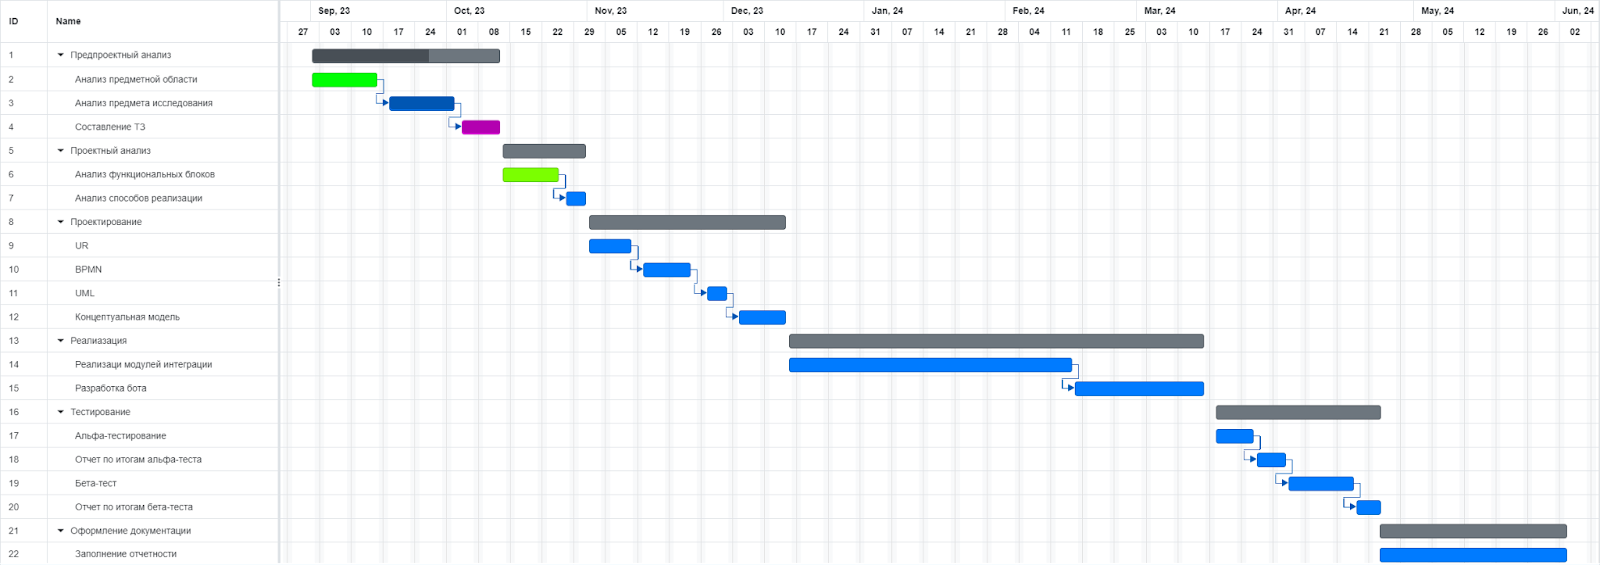 ID Name Sep, 23 Oct, 23 Nov, 23 Dec, 23 Jan, 24 Feb, 24 Mar, 24 Apr, 24 May, 24 Jun, 24
27 03 10 17 24 01 08 15 22 29 05 12 19 26 03 10 17 24 31 07 14 21 28 04 11 18 25 03 10 17 24 31 07 14 21 28 05 12 19 26 02
1 Предпроектный анализ
2 Анализ предметной области
3 Анализ предмета исследования
4 Составление ТЗ
5 Проектный анализ
6 Анализ функциональных блоков
7 Анализ способов реализации
8 Проектирование
9 UR
10 BPMN
11 UML
12 Концептуальная модель
13 Реалиазация
14 Реализаци модулей интеграции
15 Разработка бота
16 Тестирование
17 Альфа-тестирование
18 Отчет по итогам альфа-теста
19 Бета-тест
20 Отчет по итогам бета-теста
21 Оформление документации
22 Заполнение отчетности